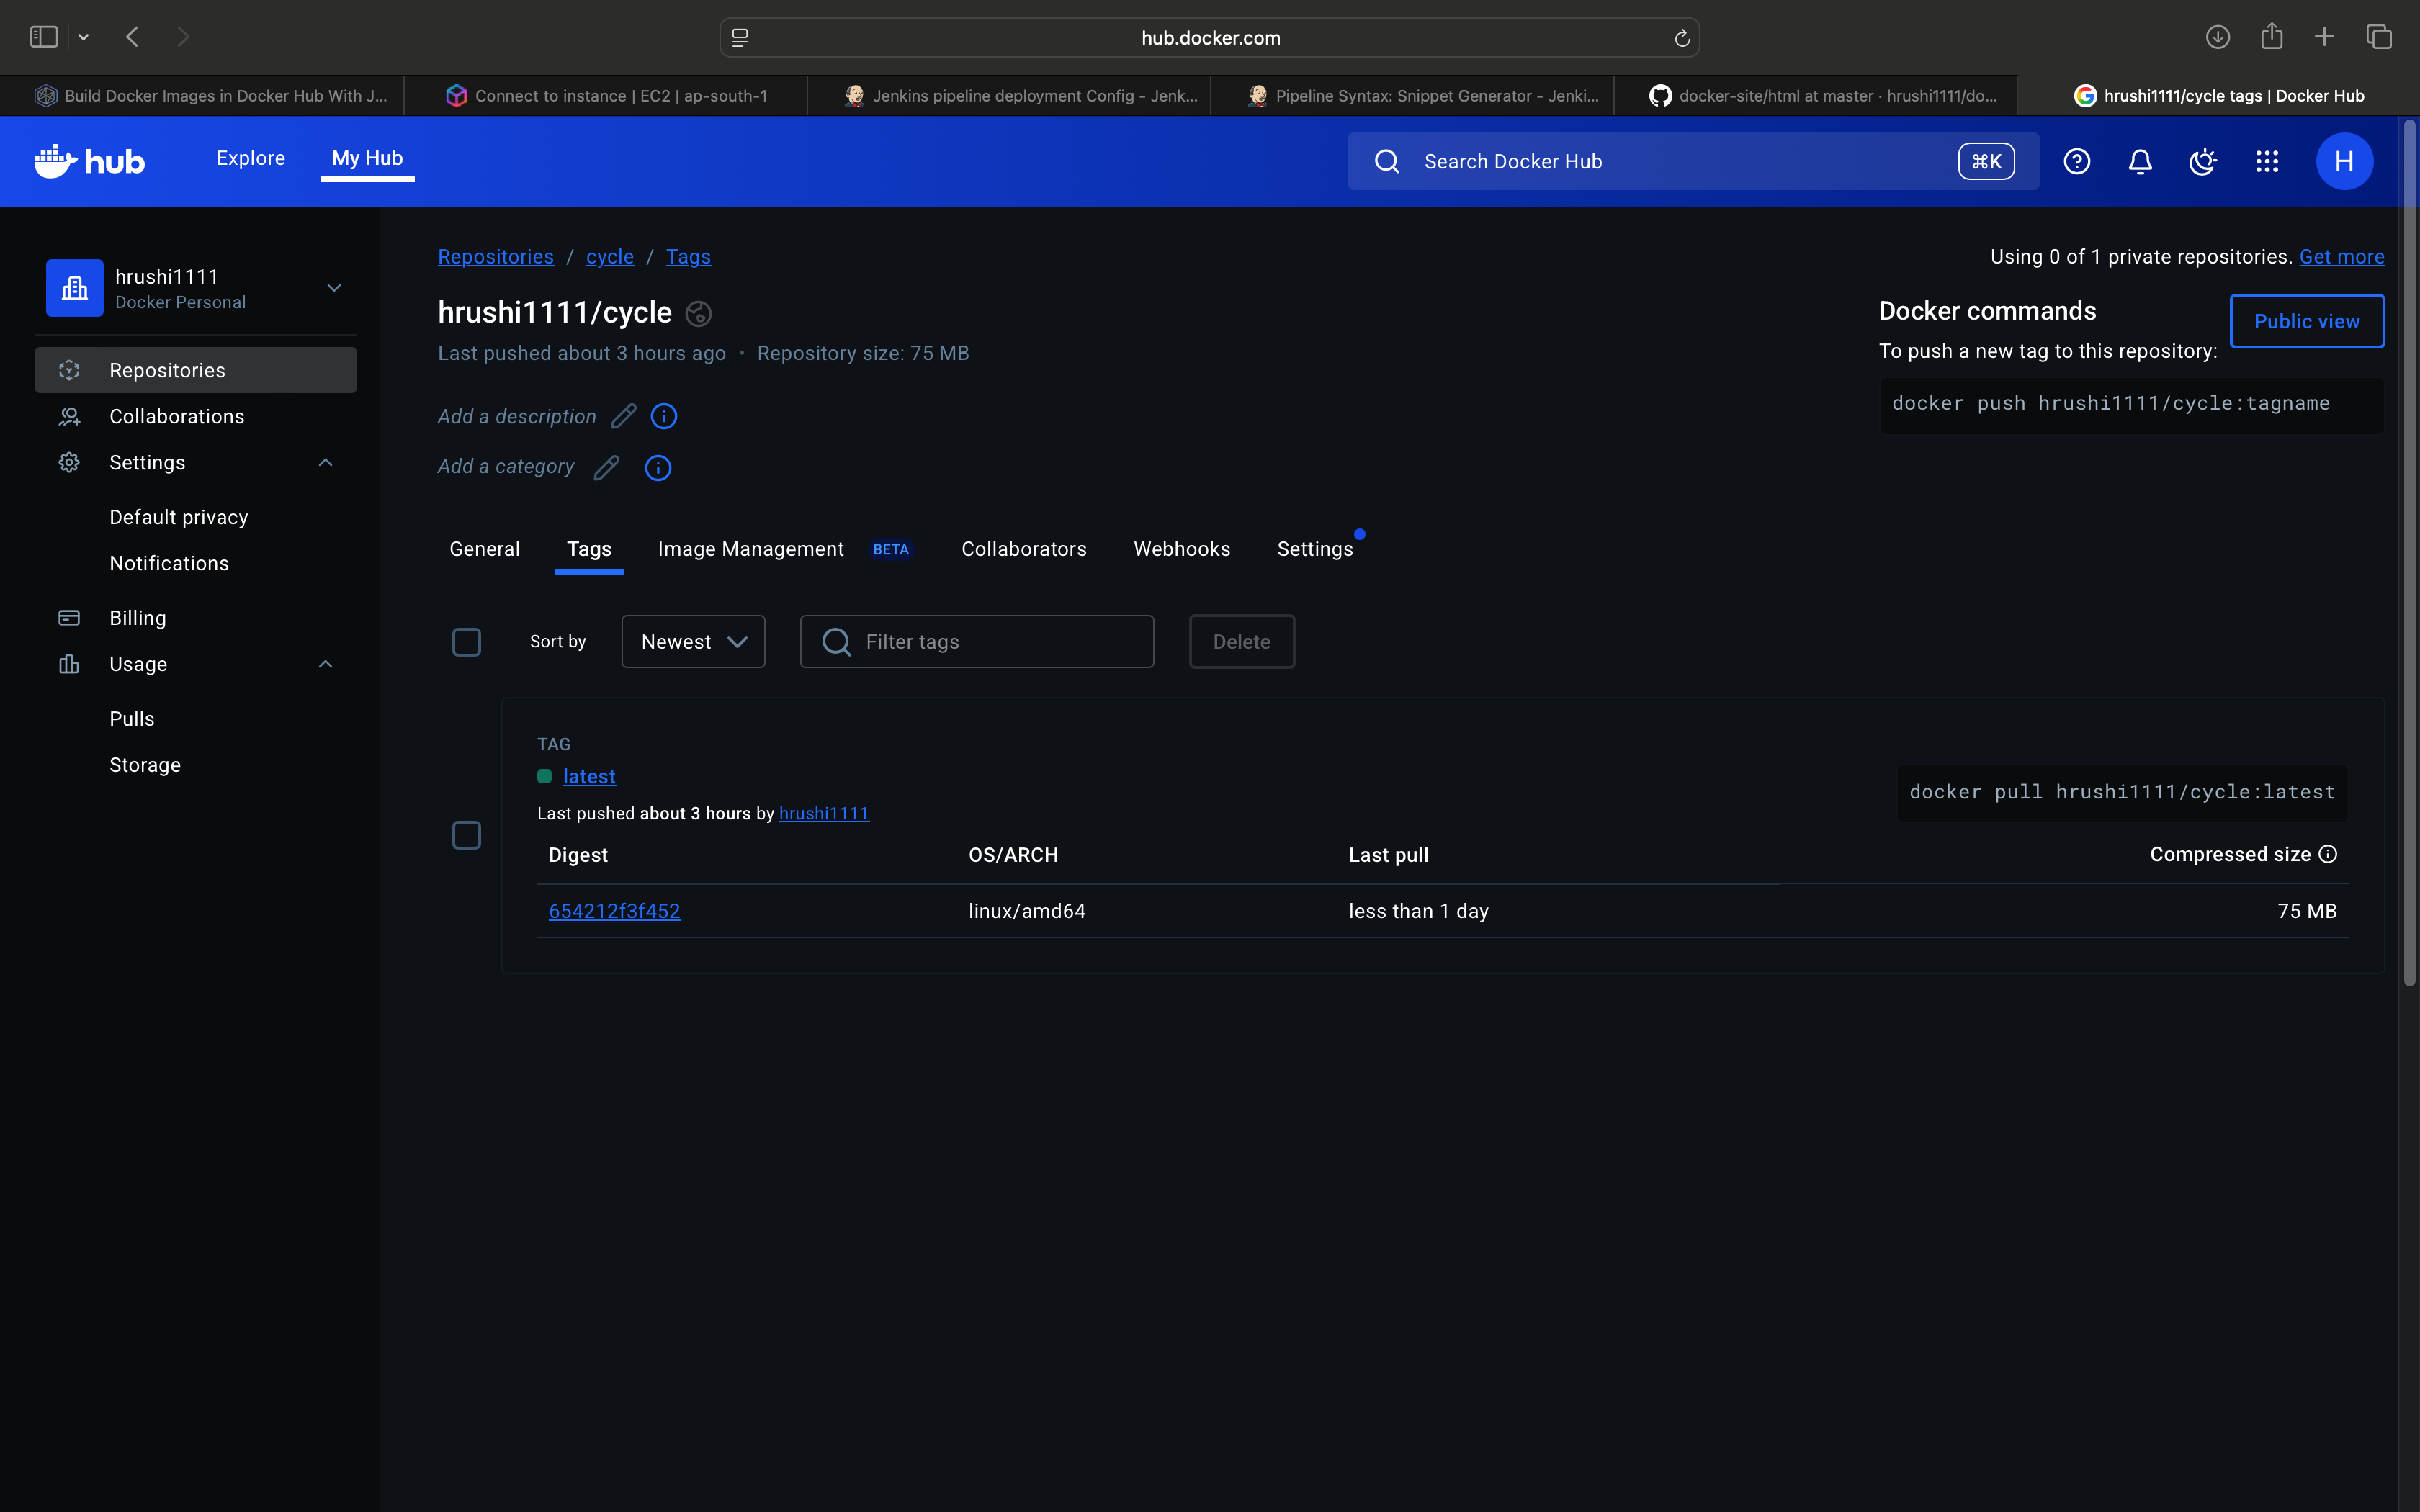 hub.docker.com
Build Docker Images in Docker Hub With J...
Connect to instance | EC2 | ap-south-1
Jenkins pipeline deployment Config - Jenk...
Pipeline Syntax: Snippet Generator - Jenki...
docker-site/html at master · hrushi1111/do...
hrushi1111/cycle tags | Docker Hub
hub
Explore
My Hub
Search Docker Hub
⌘K
H
hrushi1111
Docker Personal
Repositories
Collaborations
Settings
Default privacy
Notifications
Billing
Usage
Pulls
Storage
Repositories / cycle / Tags
Using 0 of 1 private repositories. Get more
hrushi1111/cycle
Last pushed about 3 hours ago • Repository size: 75 MB
Add a description
Add a category
Docker commands
Public view
To push a new tag to this repository:
docker push hrushi1111/cycle:tagname
General
Tags
Image Management BETA
Collaborators
Webhooks
Settings
Sort by
Newest
Filter tags
Delete
TAG
latest
Last pushed about 3 hours by hrushi1111
docker pull hrushi1111/cycle:latest
Digest OS/ARCH Last pull Compressed size
654212f3f452 linux/amd64 less than 1 day 75 MB